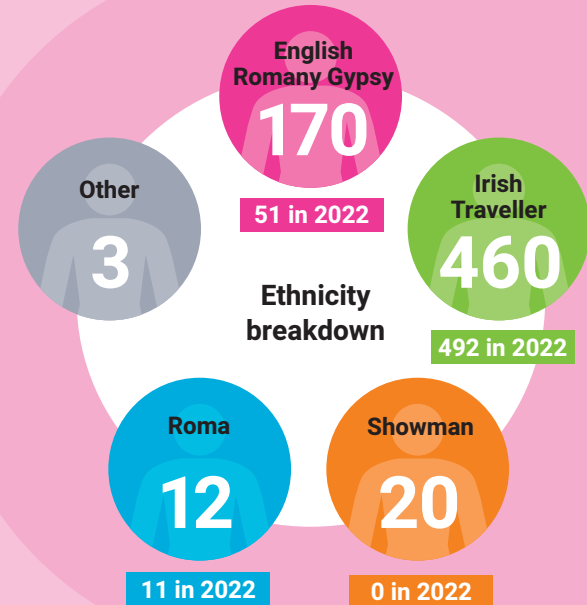 English
Romany Gypsy
170
51 in 2022
Irish
Traveller
460
492 in 2022
Other
3
Ethnicity
breakdown
Roma
12
11 in 2022
Showman
20
0 in 2022